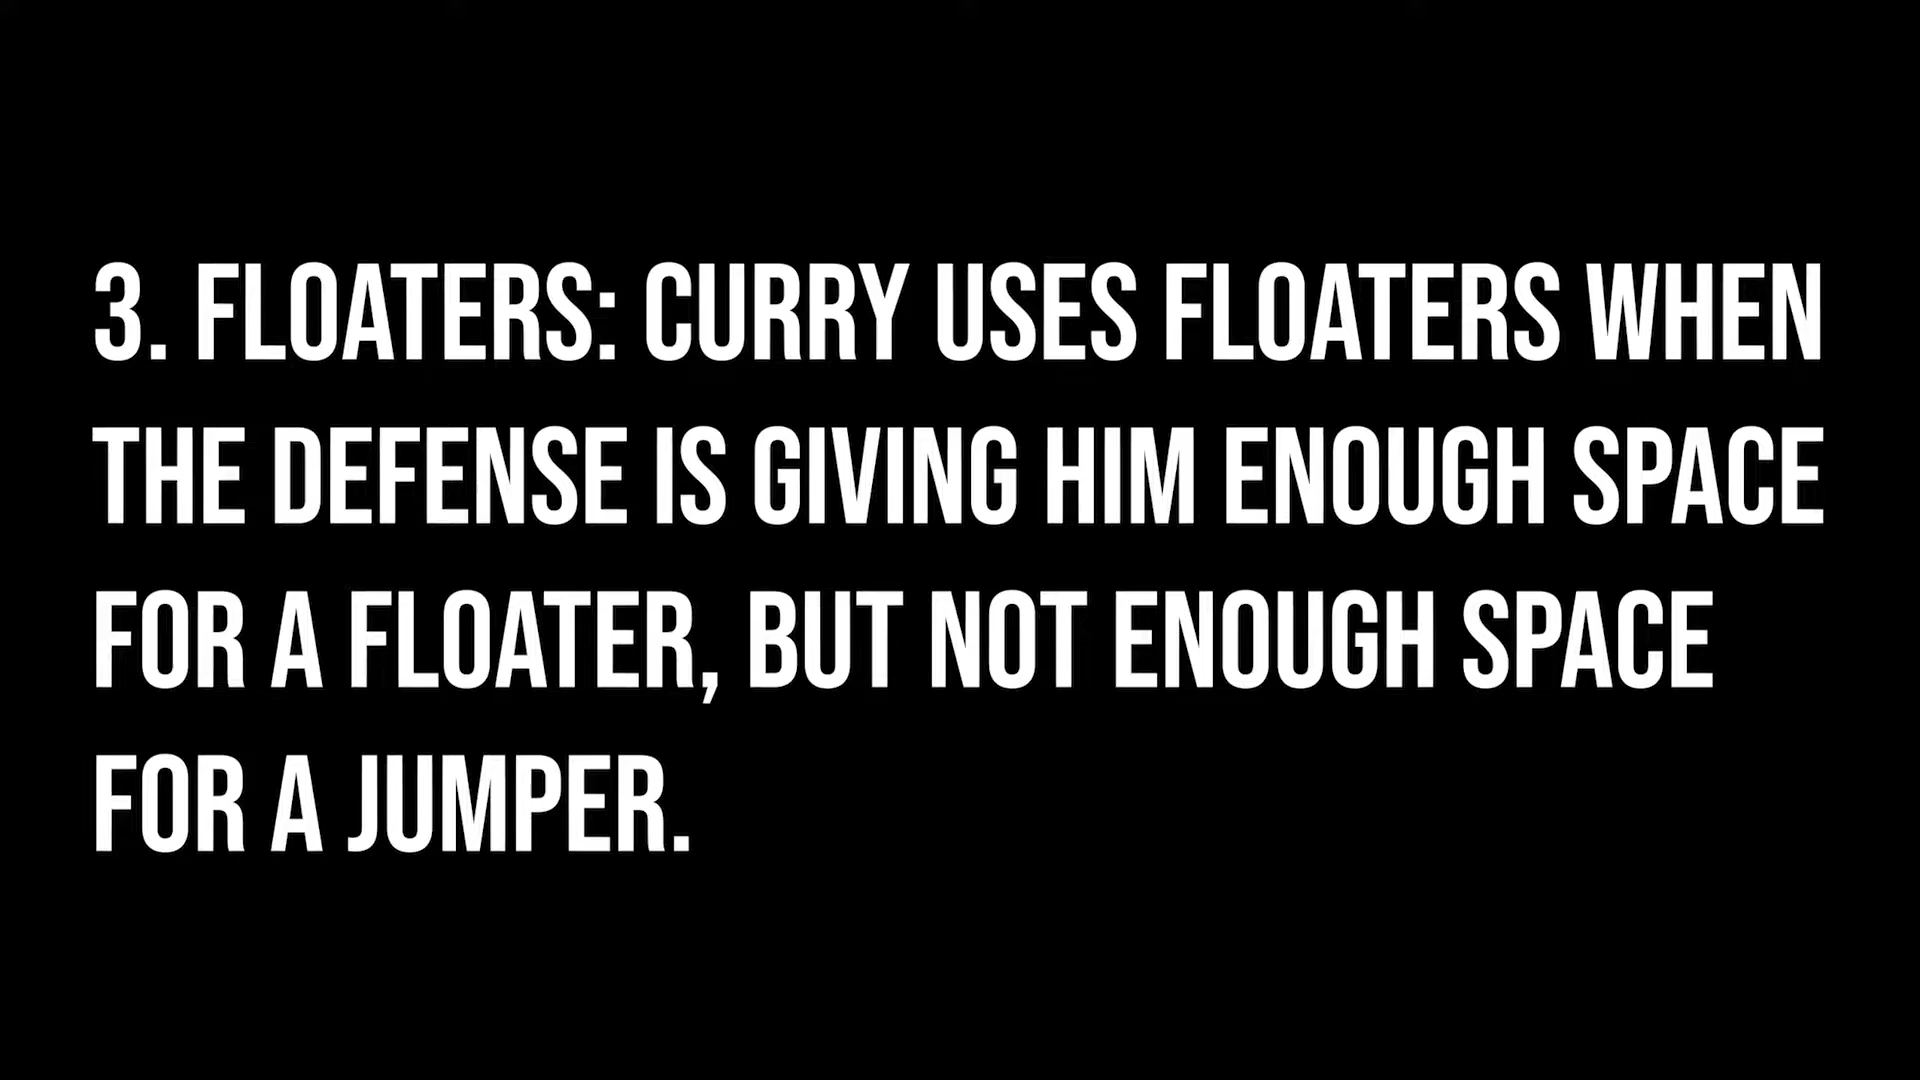 3. FLOATERS: CURRY USES FLOATERS WHEN
THE DEFENSE IS GIVING HIM ENOUGH SPACE
FOR A FLOATER, BUT NOT ENOUGH SPACE
FOR A JUMPER.